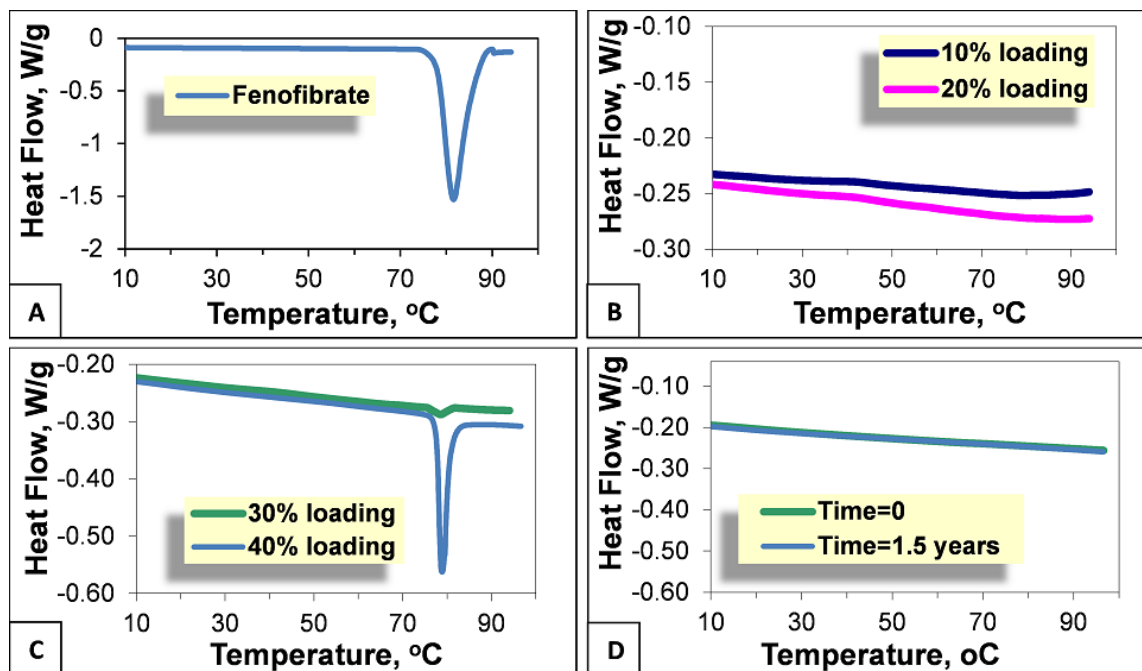 Heat Flow, W/g
0
-0.5
-1
-1.5
-2
Fenofibrate
10 30 50 70 90
Temperature, °C
A
Heat Flow, W/g
-0.10
-0.15
-0.20
-0.25
-0.30
10% loading
20% loading
10 30 50 70 90
Temperature, °C
B
Heat Flow, W/g
-0.20
-0.30
-0.40
-0.50
-0.60
30% loading
40% loading
10 30 50 70 90
Temperature, °C
C
Heat Flow, W/g
-0.10
-0.20
-0.30
-0.40
-0.50
-0.60
Time=0
Time=1.5 years
10 30 50 70 90
Temperature, oC
D